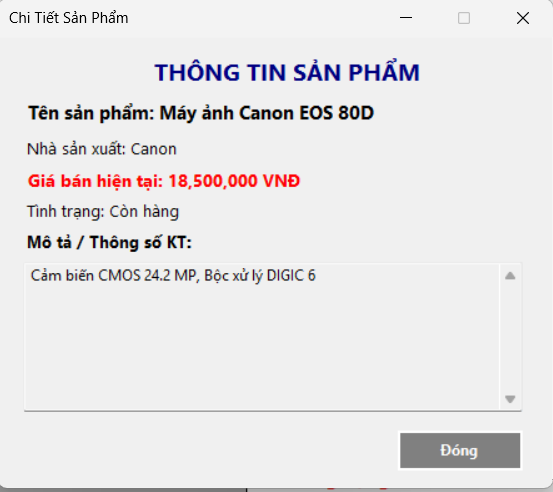 Chi Tiết Sản Phẩm
THÔNG TIN SẢN PHẨM
Tên sản phẩm: Máy ảnh Canon EOS 80D
Nhà sản xuất: Canon
Giá bán hiện tại: 18,500,000 VNĐ
Tình trạng: Còn hàng
Mô tả / Thông số KT:
Cảm biến CMOS 24.2 MP, Bộc xử lý DIGIC 6
Đóng